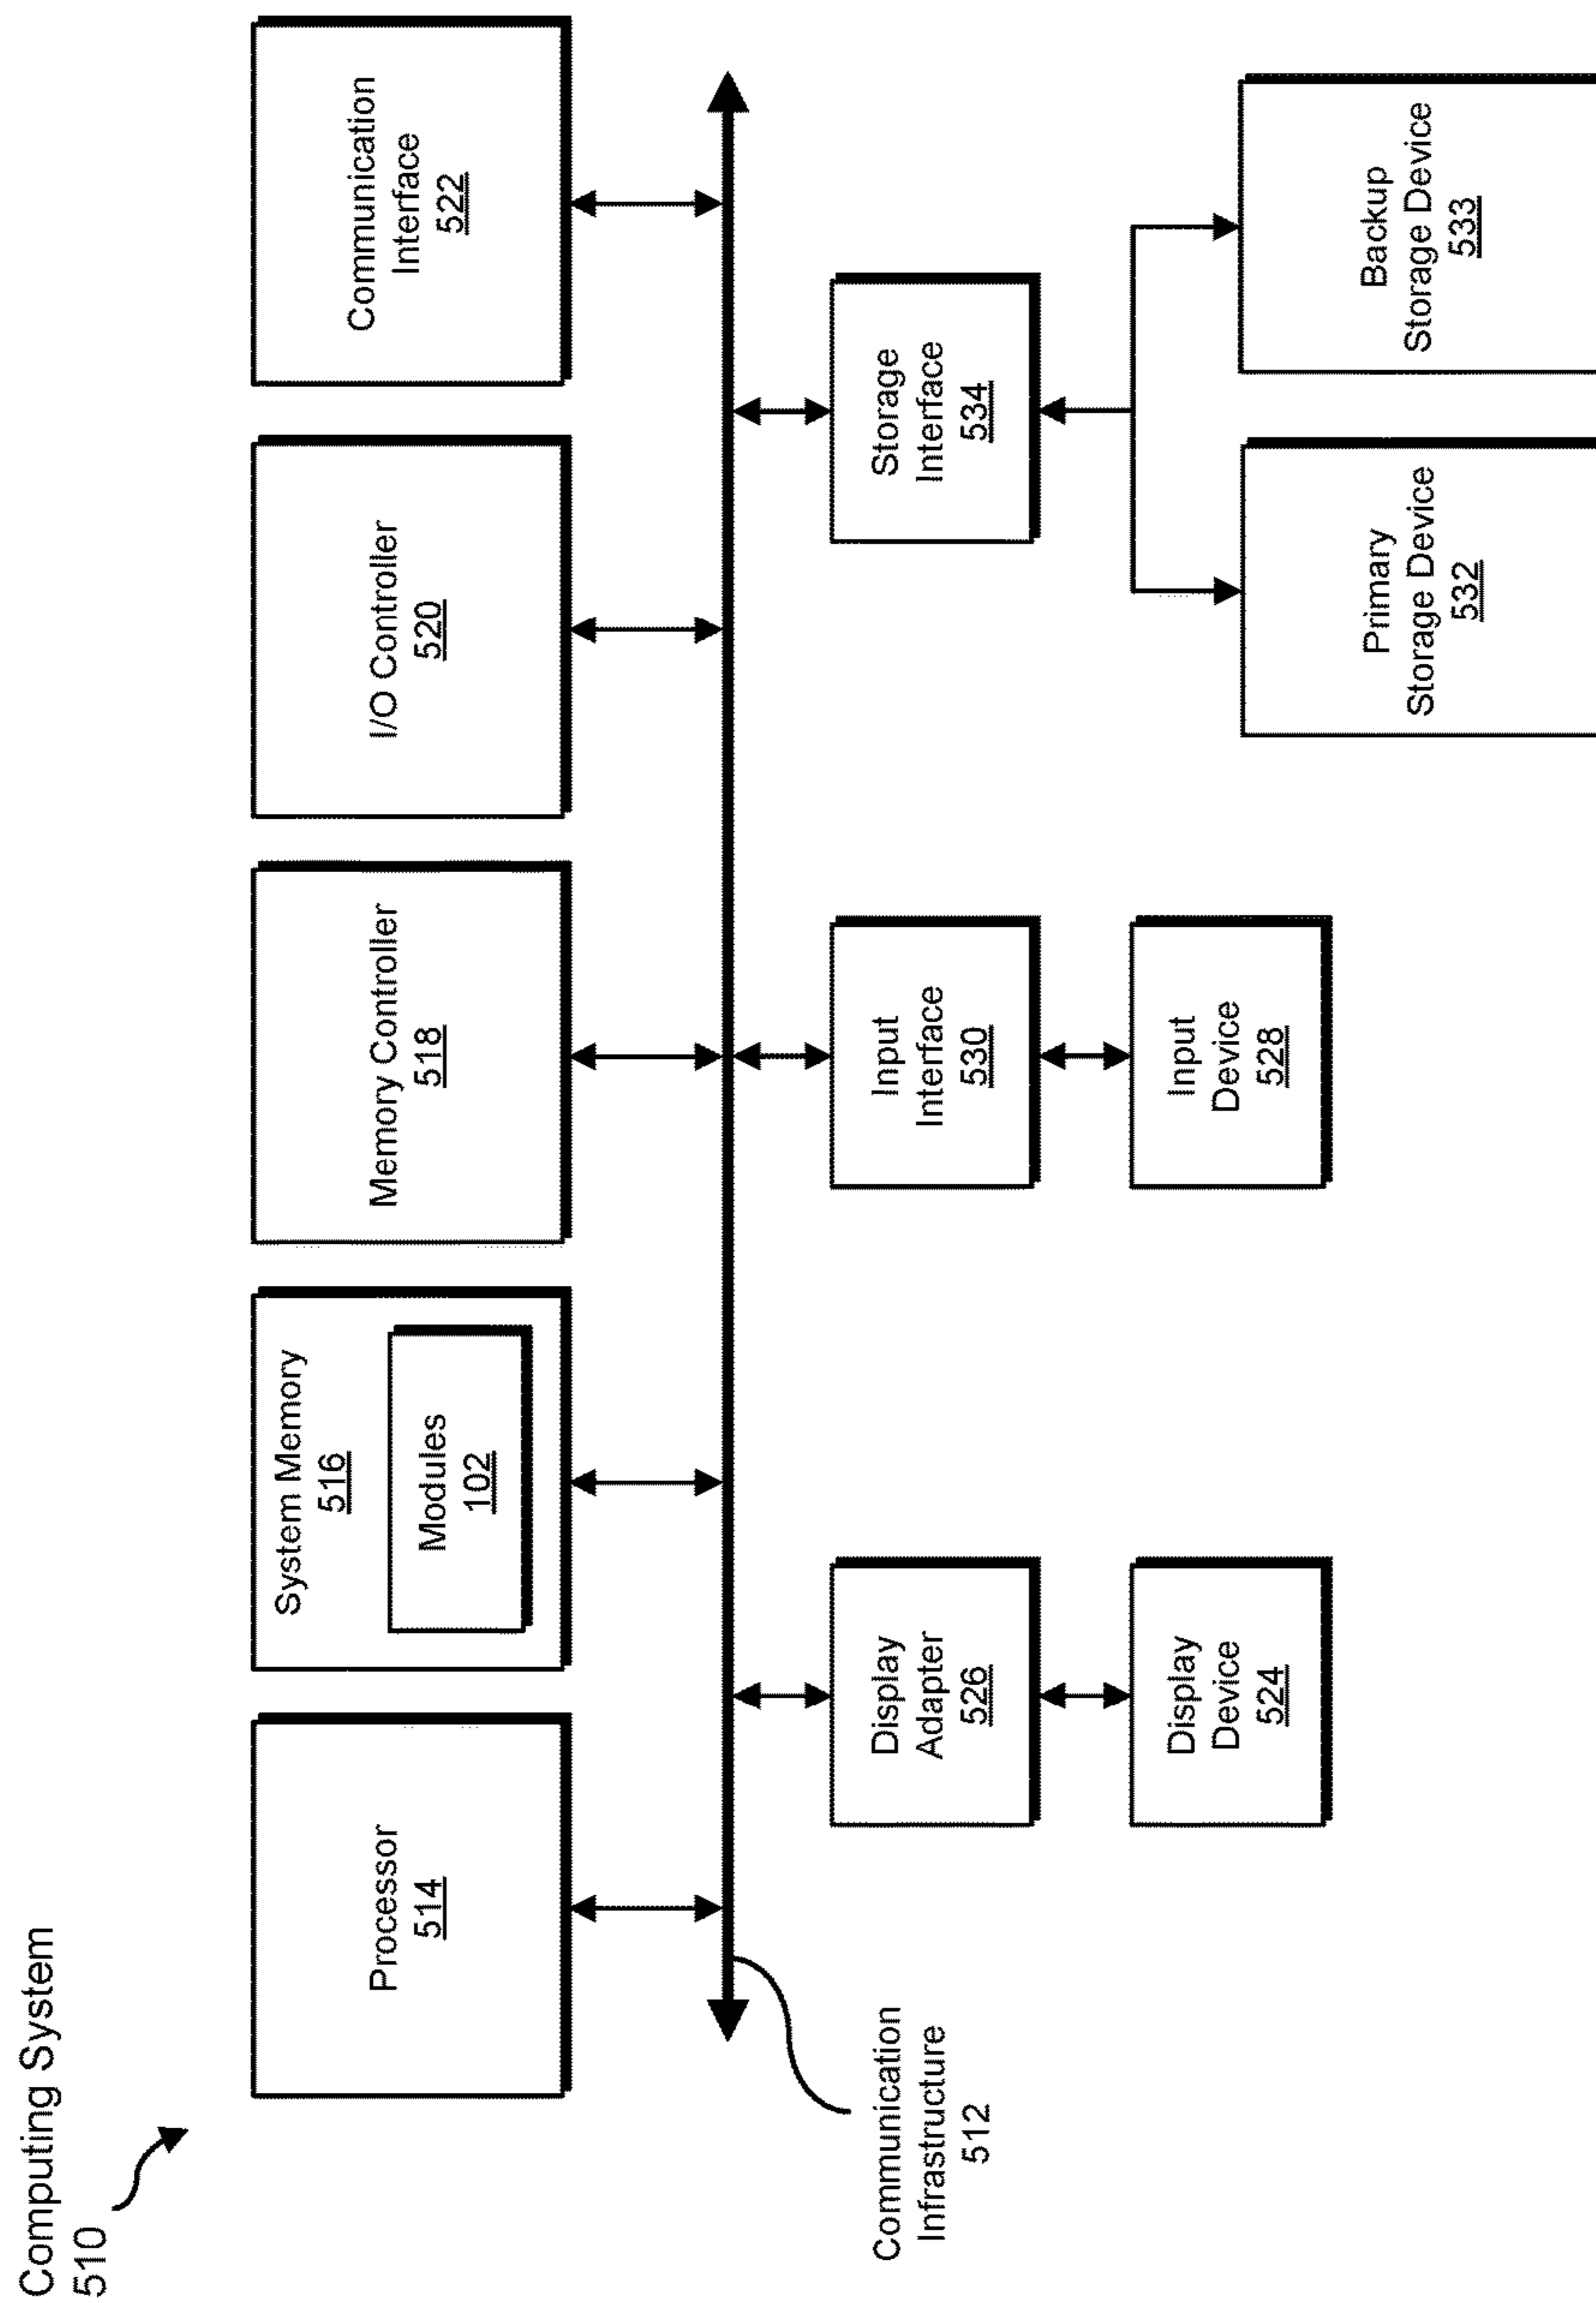 Computing System
510
Processor
514
System Memory
516
Modules
102
Memory Controller
518
I/O Controller
520
Communication
Interface
522
Communication
Infrastructure
512
Display
Adapter
526
Input
Interface
530
Storage
Interface
534
Display
Device
524
Input
Device
528
Primary
Storage Device
532
Backup
Storage Device
533